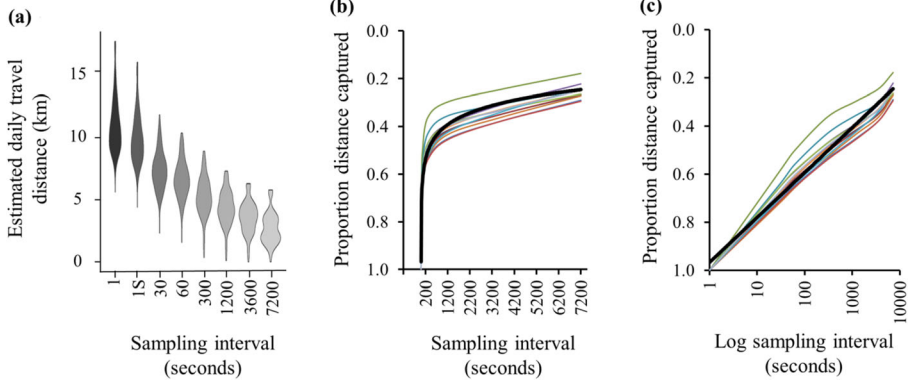 (a)
Estimated daily travel
distance (km)
15
10
5
0
1
1S
30
60
300
1200
3600
7200
Sampling interval
(seconds)
(b)
Proportion distance captured
0.0
0.2
0.4
0.6
0.8
1.0
200
1200
2200
3200
4200
5200
6200
7200
Sampling interval
(seconds)
(c)
Proportion distance captured
0.0
0.2
0.4
0.6
0.8
1.0
1
10
100
1000
10000
Log sampling interval
(seconds)